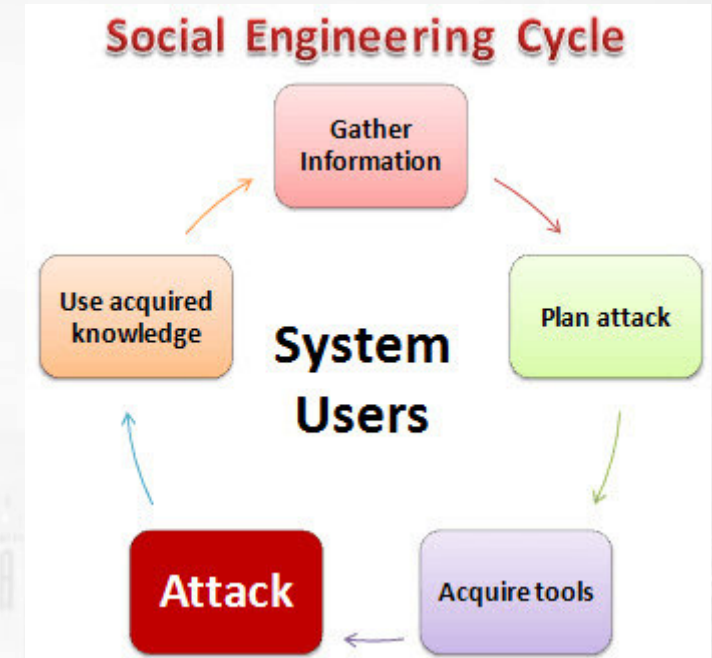 Social Engineering Cycle
Gather
Information
Plan attack
Acquire tools
Attack
Use acquired
knowledge
System
Users